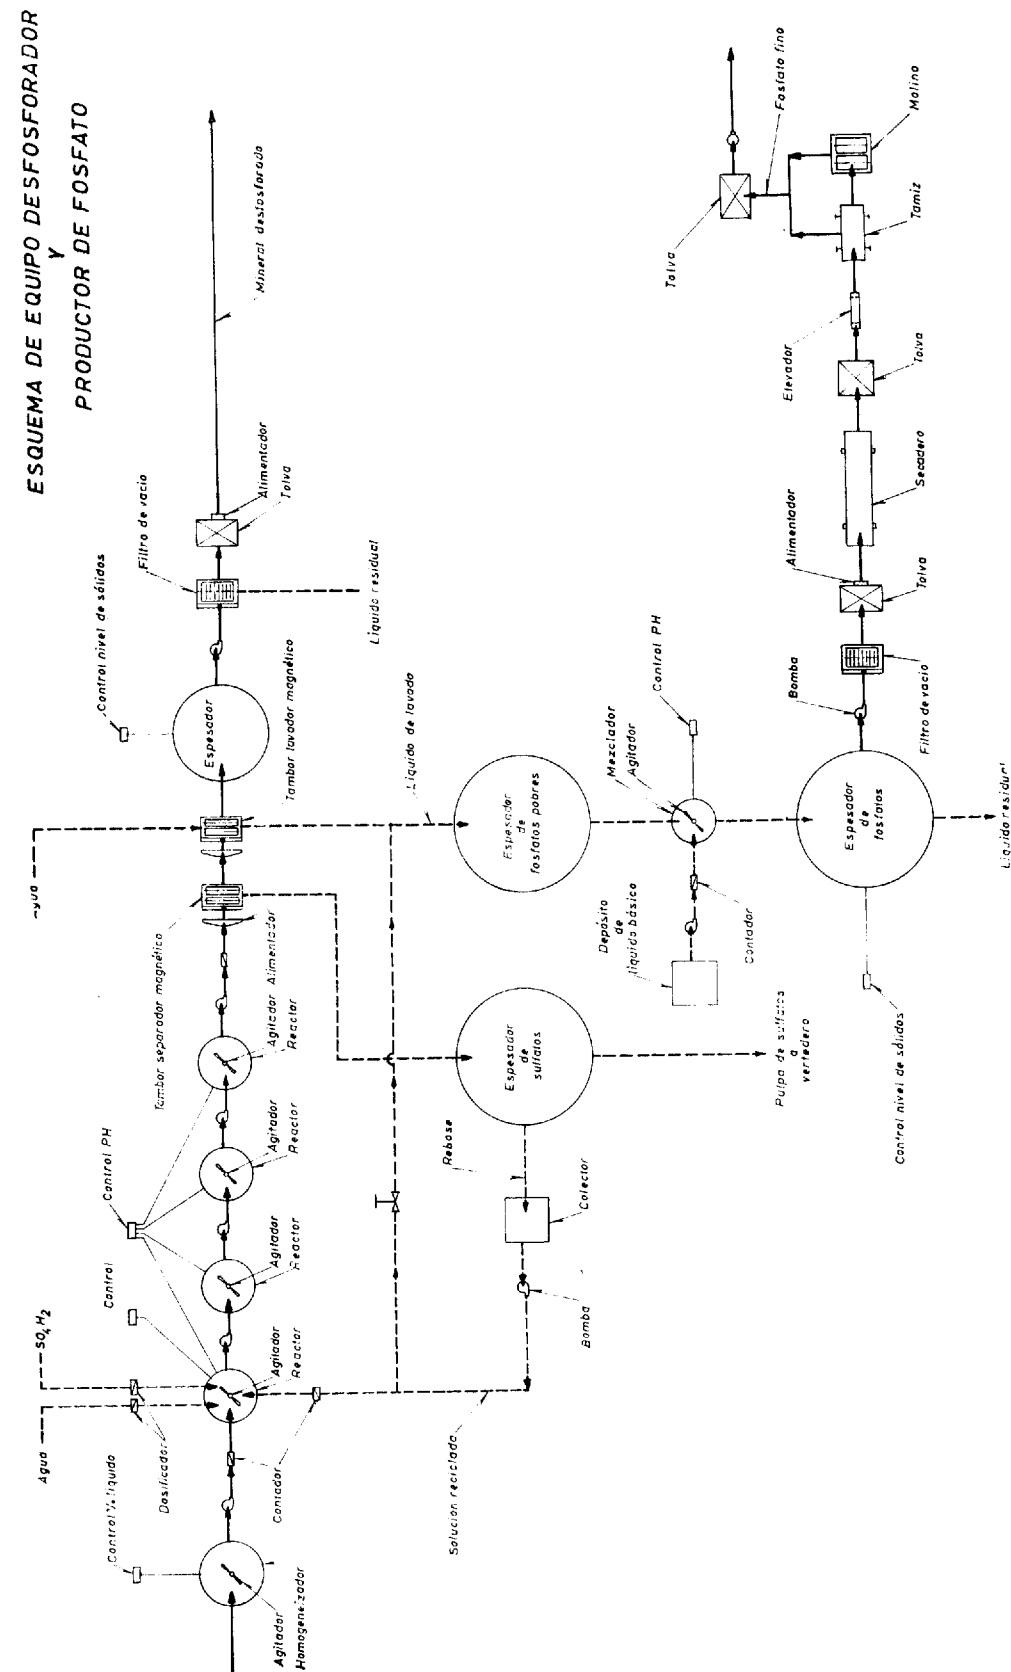 ESQUEMA DE EQUIPO DESFOSFORADOR
Y
PRODUCTOR DE FOSFATO
Control % líquido
Agitador
Homogeneizador
Agua
SO4H2
Dosificador
Contador
Control
Control PH
Agitador
Reactor
Agitador
Reactor
Agitador
Reactor
Agitador
Reactor
Alimentador
Tambor separador magnético
Tambor lavador magnético
Control nivel de sólidos
Espesador
Filtro de vacío
Líquido residual
Alimentador
Tolva
Mineral desfosforado
Solución reciclada
Bomba
Colector
Rebose
Espesador
de
sulfatos
Pulpa de sulfatos
a
vertedero
Líquido de lavado
Espesador
de
fosfatos pobres
Depósito
de
líquido básico
Contador
Mezclador
Agitador
Control PH
Control nivel de sólidos
Espesador
de
fosfatos
Líquido residual
Bomba
Filtro de vacío
Alimentador
Tolva
Secadero
Tolva
Elevador
Tamiz
Molino
Fosfato fino
Tolva